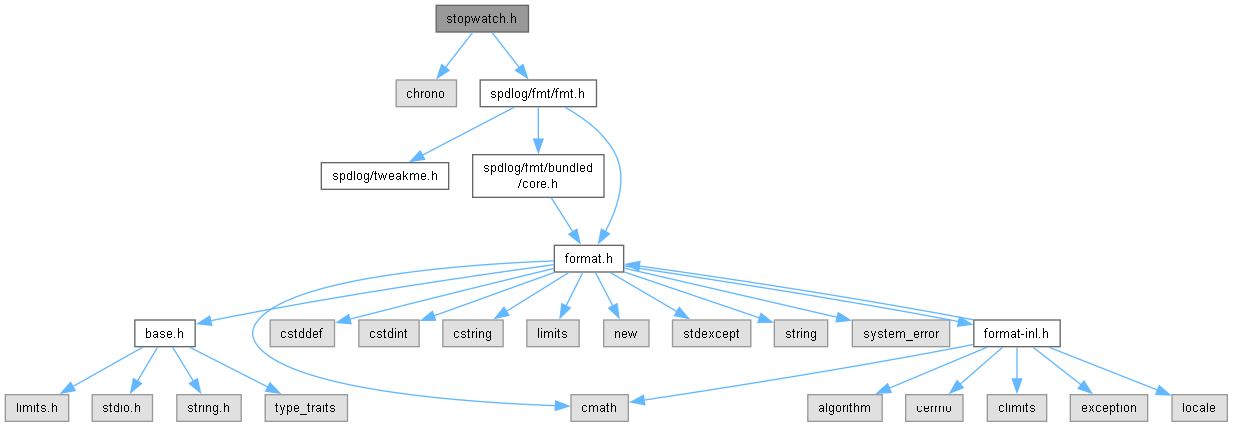 stopwatch.h
chrono
spdlog/fmt/fmt.h
spdlog/tweakme.h
spdlog/fmt/bundled
/core.h
format.h
base.h
cstddef
cstdint
cstring
limits
new
stdexcept
string
system_error
format-inl.h
limits.h
stdio.h
string.h
type_traits
cmath
algorithm
climits
exception
locale